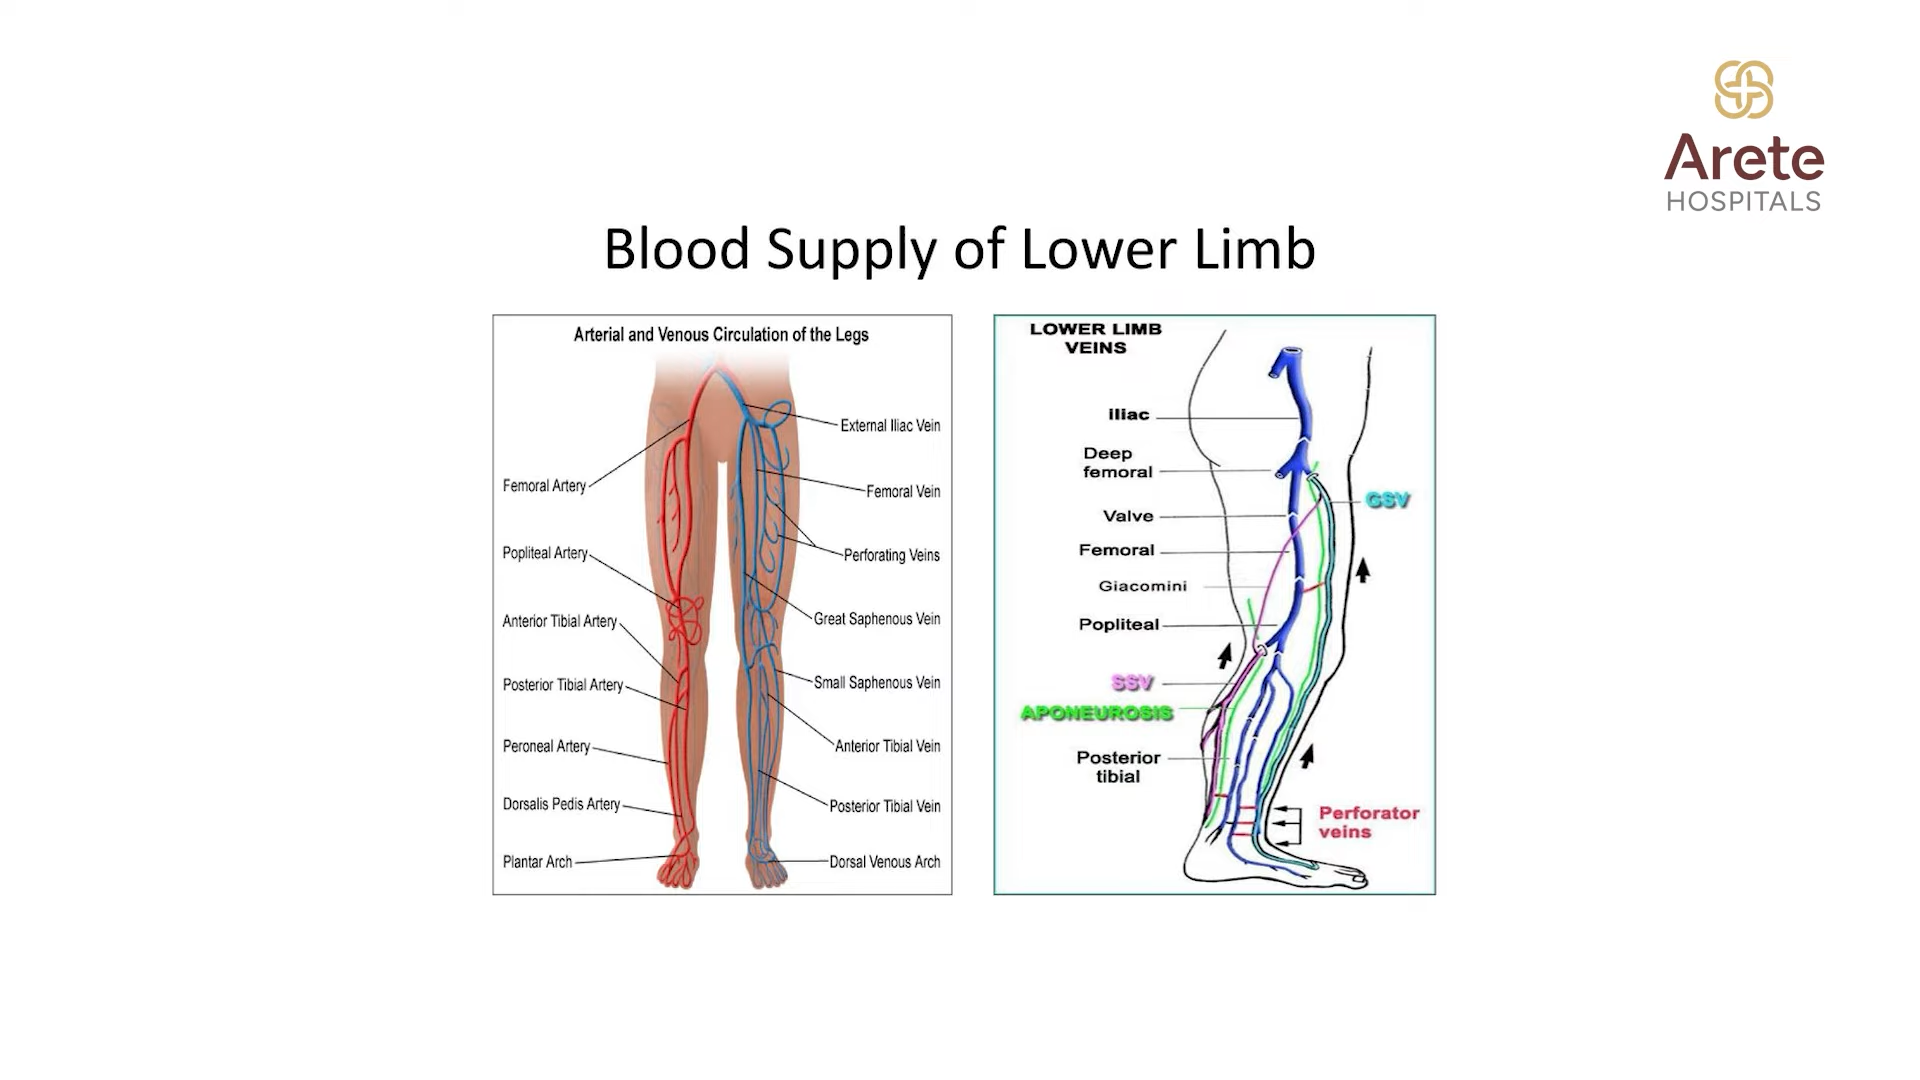 Arete
HOSPITALS
Blood Supply of Lower Limb
Arterial and Venous Circulation of the Legs
Femoral Artery
Popliteal Artery
Anterior Tibial Artery
Posterior Tibial Artery
Peroneal Artery
Dorsalis Pedis Artery
Plantar Arch
External Iliac Vein
Femoral Vein
Perforating Veins
Great Saphenous Vein
Small Saphenous Vein
Anterior Tibial Vein
Posterior Tibial Vein
Dorsal Venous Arch
LOWER LIMB
VEINS
iliac
Deep
femoral
Valve
Femoral
Giacomini
Popliteal
SSV
APONEUROSIS
Posterior
tibial
GSV
Perforator
veins